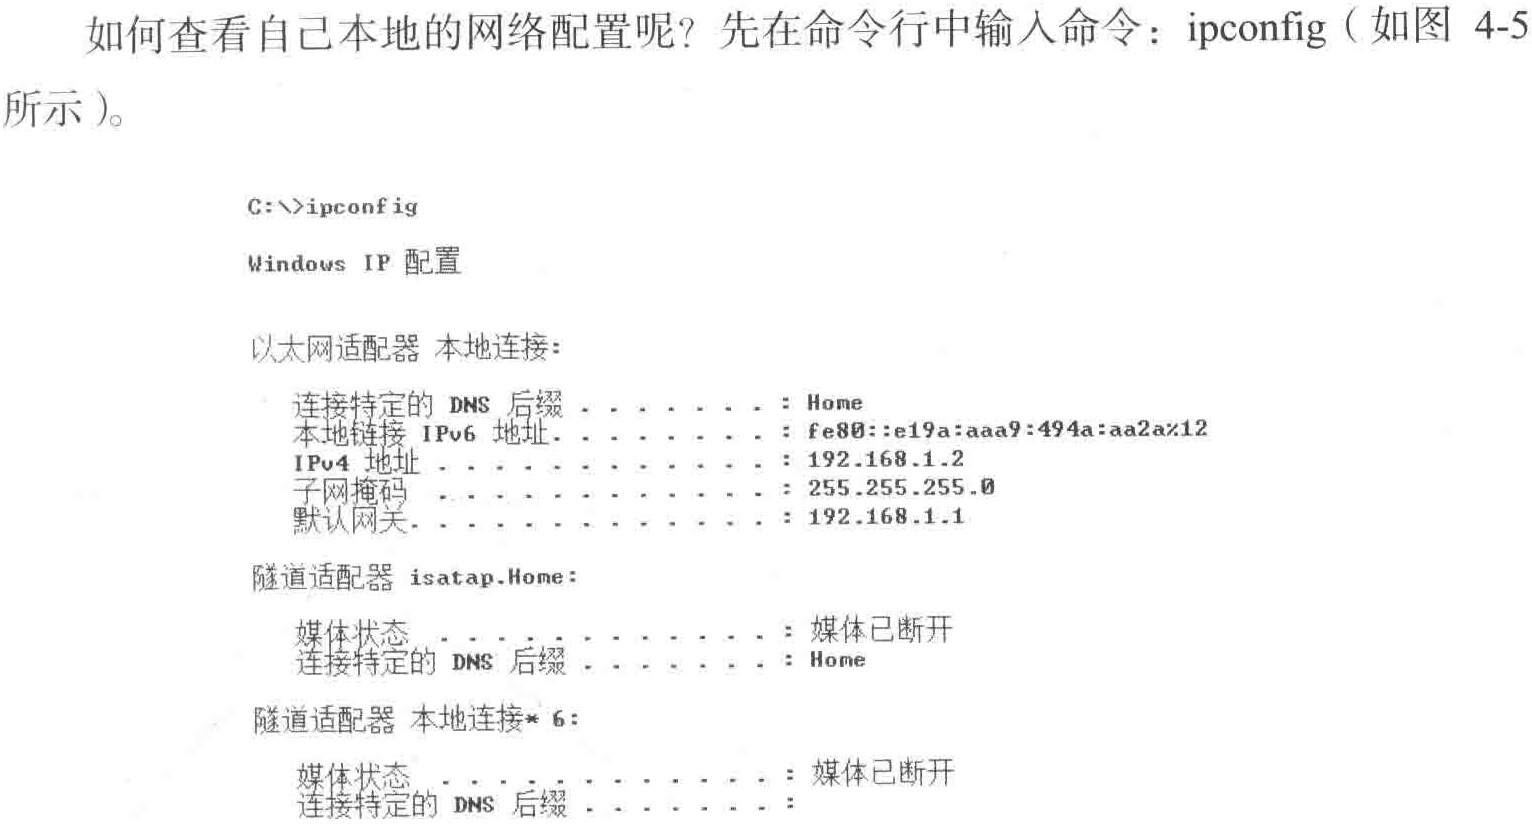 如何查看自己本地的网络配置呢？先在命令行中输入命令：ipconfig（如图 4-5
所示）。
C:\>ipconfig
Windows IP 配置
以太网适配器 本地连接:
连接特定的 DNS 后缀 . . . . . . . : Home
本地链接 IPv6 地址. . . . . . . . : fe80::e19a:aaa9:494a:aa2a%12
IPv4 地址 . . . . . . . . . . . . : 192.168.1.2
子网掩码 . . . . . . . . . . . . : 255.255.255.0
默认网关. . . . . . . . . . . . . : 192.168.1.1
隧道适配器 isatap.Home:
媒体状态 . . . . . . . . . . . . : 媒体已断开
连接特定的 DNS 后缀 . . . . . . . : Home
隧道适配器 本地连接* 6:
媒体状态 . . . . . . . . . . . . : 媒体已断开
连接特定的 DNS 后缀 . . . . . . . :